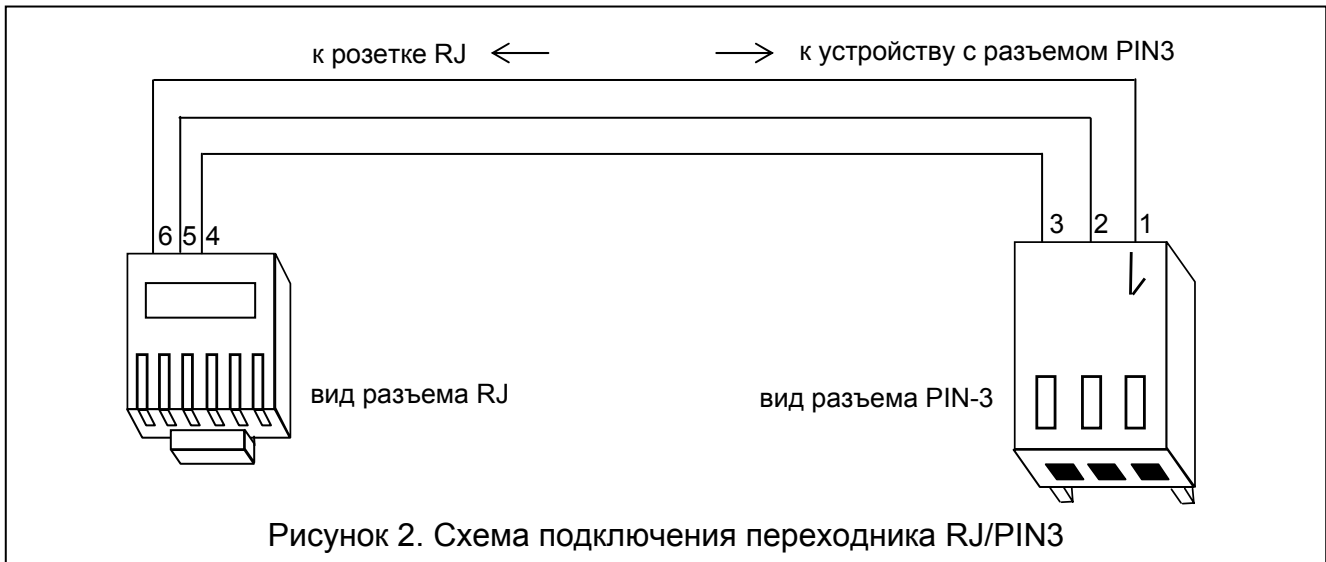 к розетке RJ к устройству с разъемом PIN3
6 5 4 3 2 1
вид разъема RJ вид разъема PIN-3
Рисунок 2. Схема подключения переходника RJ/PIN3